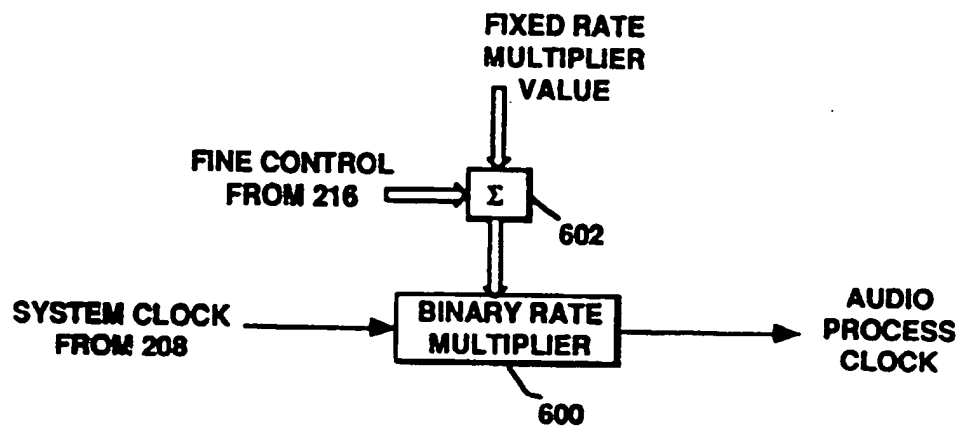 FIXED RATE
MULTIPLIER
VALUE
FINE CONTROL
FROM 216
Σ
602
SYSTEM CLOCK
FROM 208
BINARY RATE
MULTIPLIER
600
AUDIO
PROCESS
CLOCK